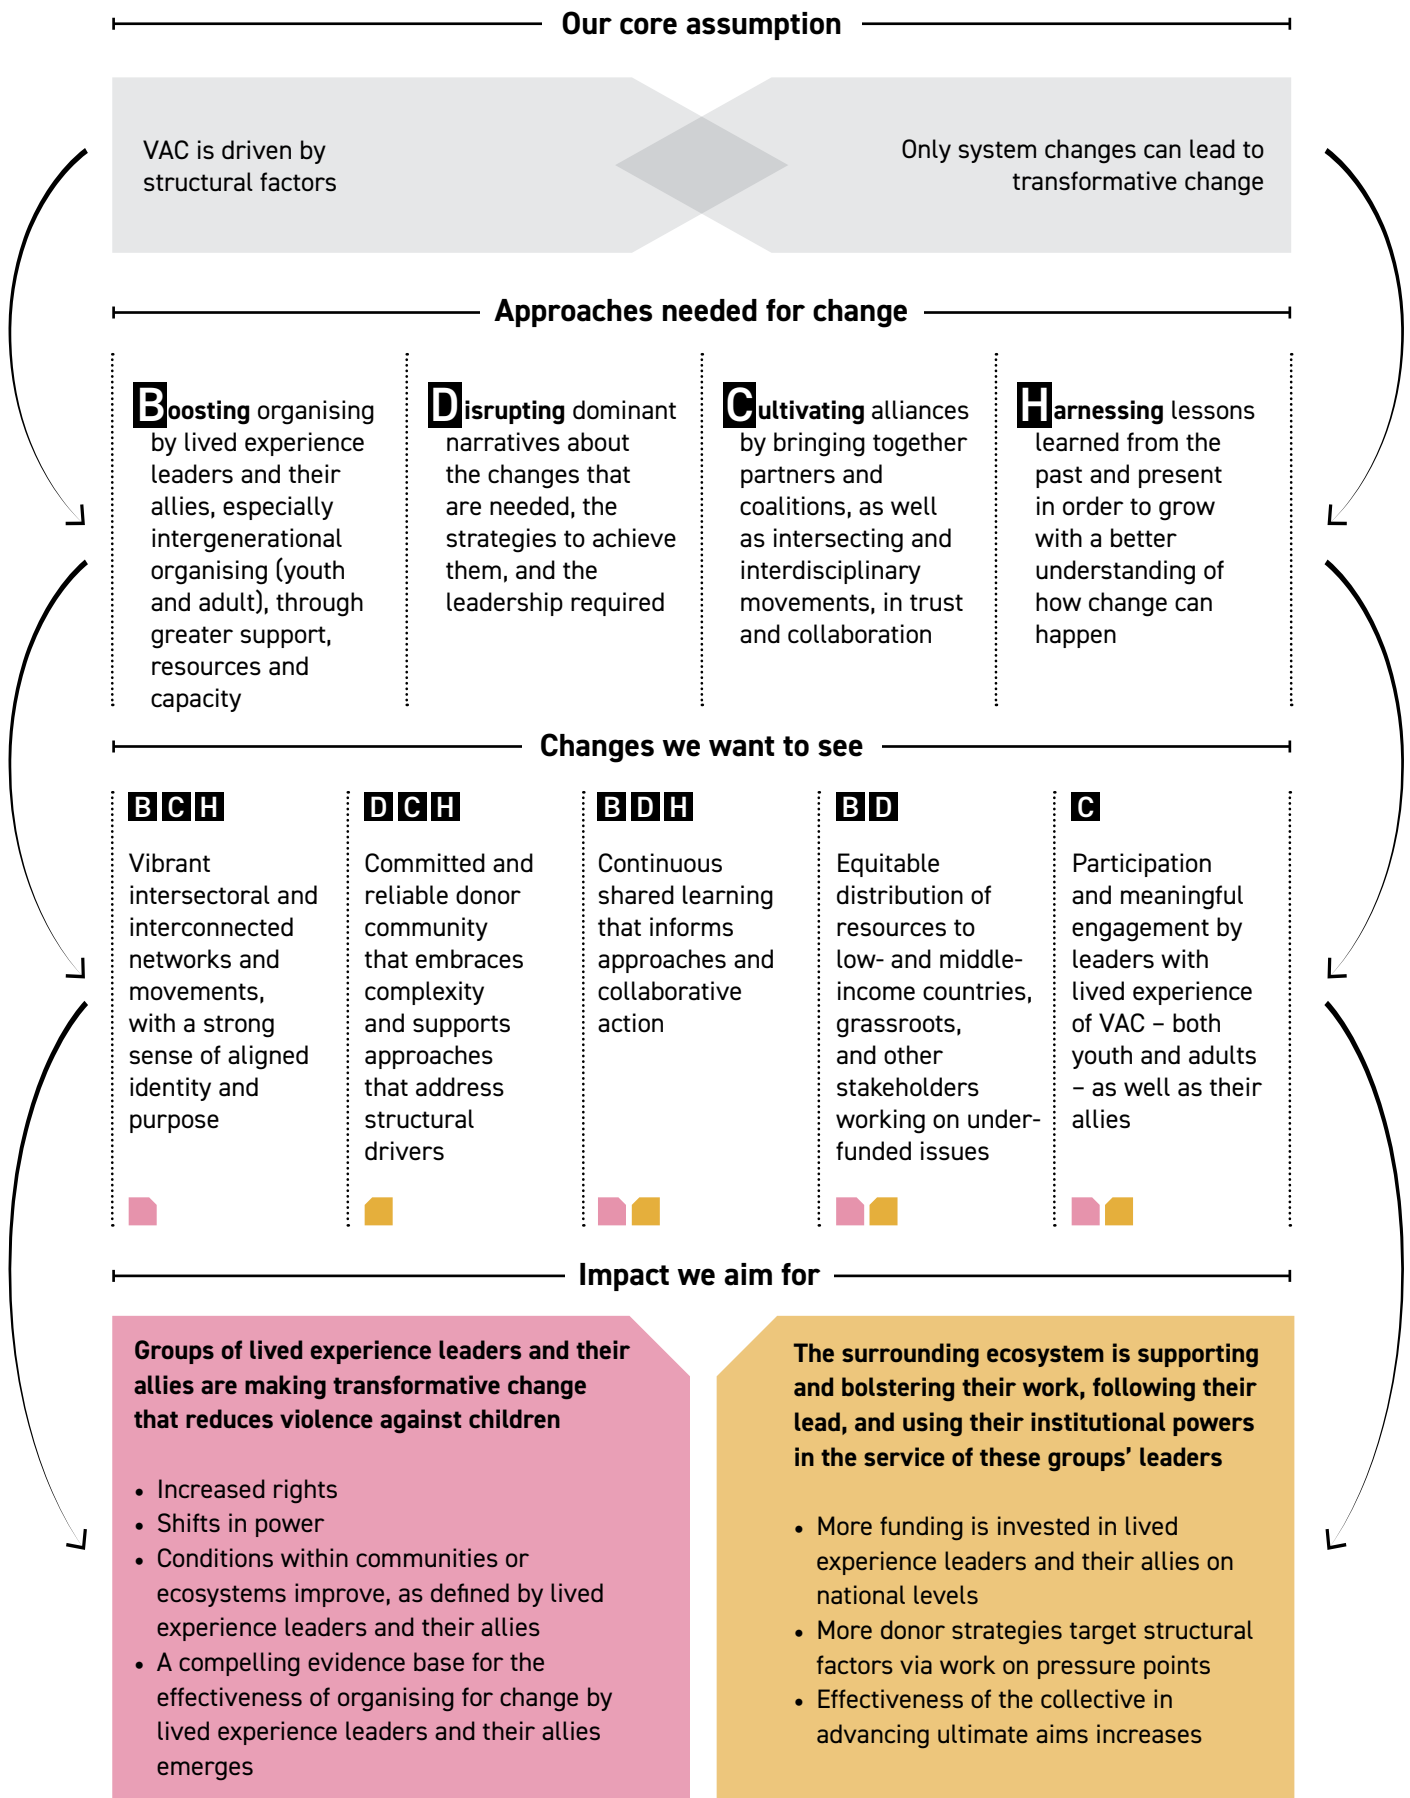 Our core assumption
VAC is driven by
structural factors
Only system changes can lead to
transformative change
Approaches needed for change
Boosting organising
by lived experience
leaders and their
allies, especially
intergenerational
organising (youth
and adult), through
greater support,
resources and
capacity
Disrupting dominant
narratives about
the changes that
are needed, the
strategies to achieve
them, and the
leadership required
Cultivating alliances
by bringing together
partners and
coalitions, as well
as intersecting and
interdisciplinary
movements, in trust
and collaboration
Harnessing lessons
learned from the
past and present
in order to grow
with a better
understanding of
how change can
happen
Changes we want to see
B C H
Vibrant
intersectoral and
interconnected
networks and
movements,
with a strong
sense of aligned
identity and
purpose
D C H
Committed and
reliable donor
community
that embraces
complexity
and supports
approaches
that address
structural
drivers
B D H
Continuous
shared learning
that informs
approaches and
collaborative
action
B D
Equitable
distribution of
resources to
low- and middle-
income countries,
grassroots,
and other
stakeholders
working on under-
funded issues
C
Participation
and meaningful
engagement by
leaders with
lived experience
of VAC – both
youth and adults
– as well as their
allies
Impact we aim for
Groups of lived experience leaders and their
allies are making transformative change
that reduces violence against children
• Increased rights
• Shifts in power
• Conditions within communities or
ecosystems improve, as defined by lived
experience leaders and their allies
• A compelling evidence base for the
effectiveness of organising for change by
lived experience leaders and their allies
emerges
The surrounding ecosystem is supporting
and bolstering their work, following their
lead, and using their institutional powers
in the service of these groups' leaders
• More funding is invested in lived
experience leaders and their allies on
national levels
• More donor strategies target structural
factors via work on pressure points
• Effectiveness of the collective in
advancing ultimate aims increases